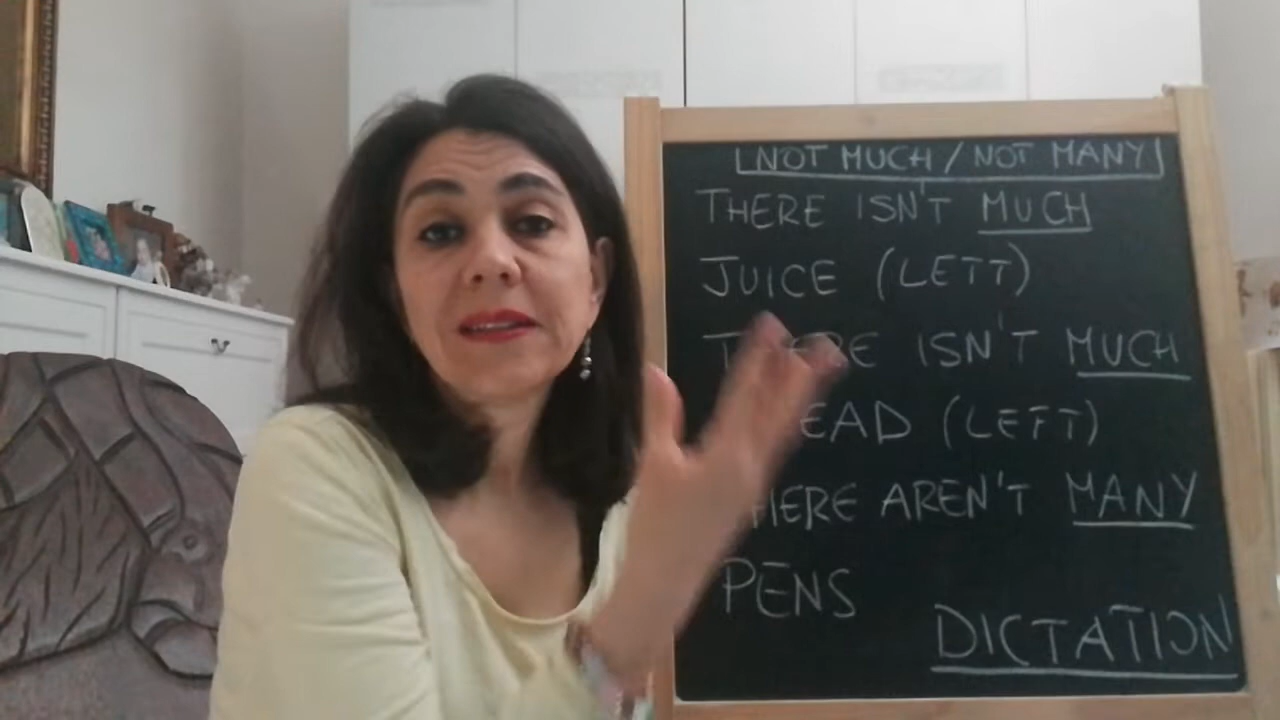 NOT MUCH / NOT MANY
THERE ISN'T MUCH
JUICE (LETT)
ISN'T MUCH
(LEFT)
AREN'T MANY
PENS
DICTATION